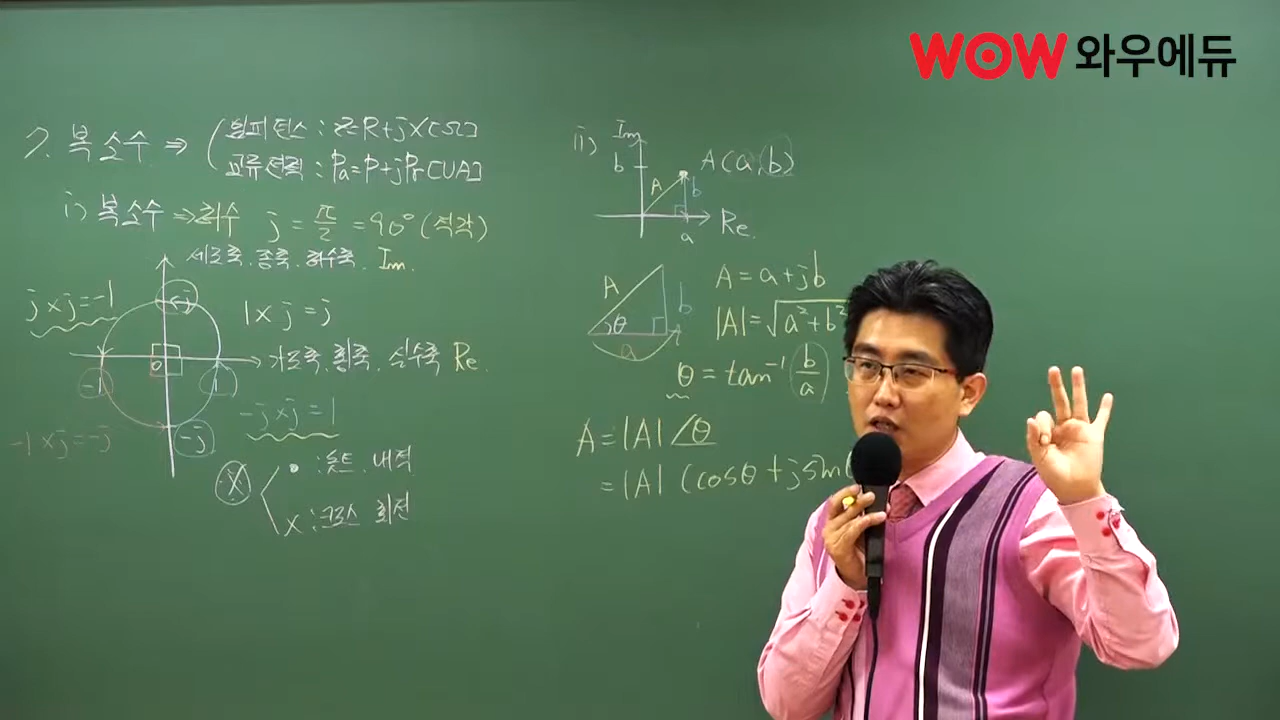 WOW 와우에듀
7. 복소수 ⇒ ( 임피던스 : Z=R+jX[Ω]
교류전력 : Pa=P+jPr[VA]
i) 복소수 ⇒ 허수 j = π/2 = 90° (직각)
세로축, 종축, 허수축, Im.
j×j=-1
j
1×j=j
가로축, 횡축, 실수축 Re.
-1
0
1
-j×j=1
-1×j=-j
-j
X
• : 도트 내적
× : 크로스 회전
ii)
Im
b
A(a,b)
A
b
a
Re.
A
θ
b
a
A=a+jb
|A|=√a²+b²
θ = tan⁻¹ b/a
A=|A|∠θ
=|A| (cosθ+jsin